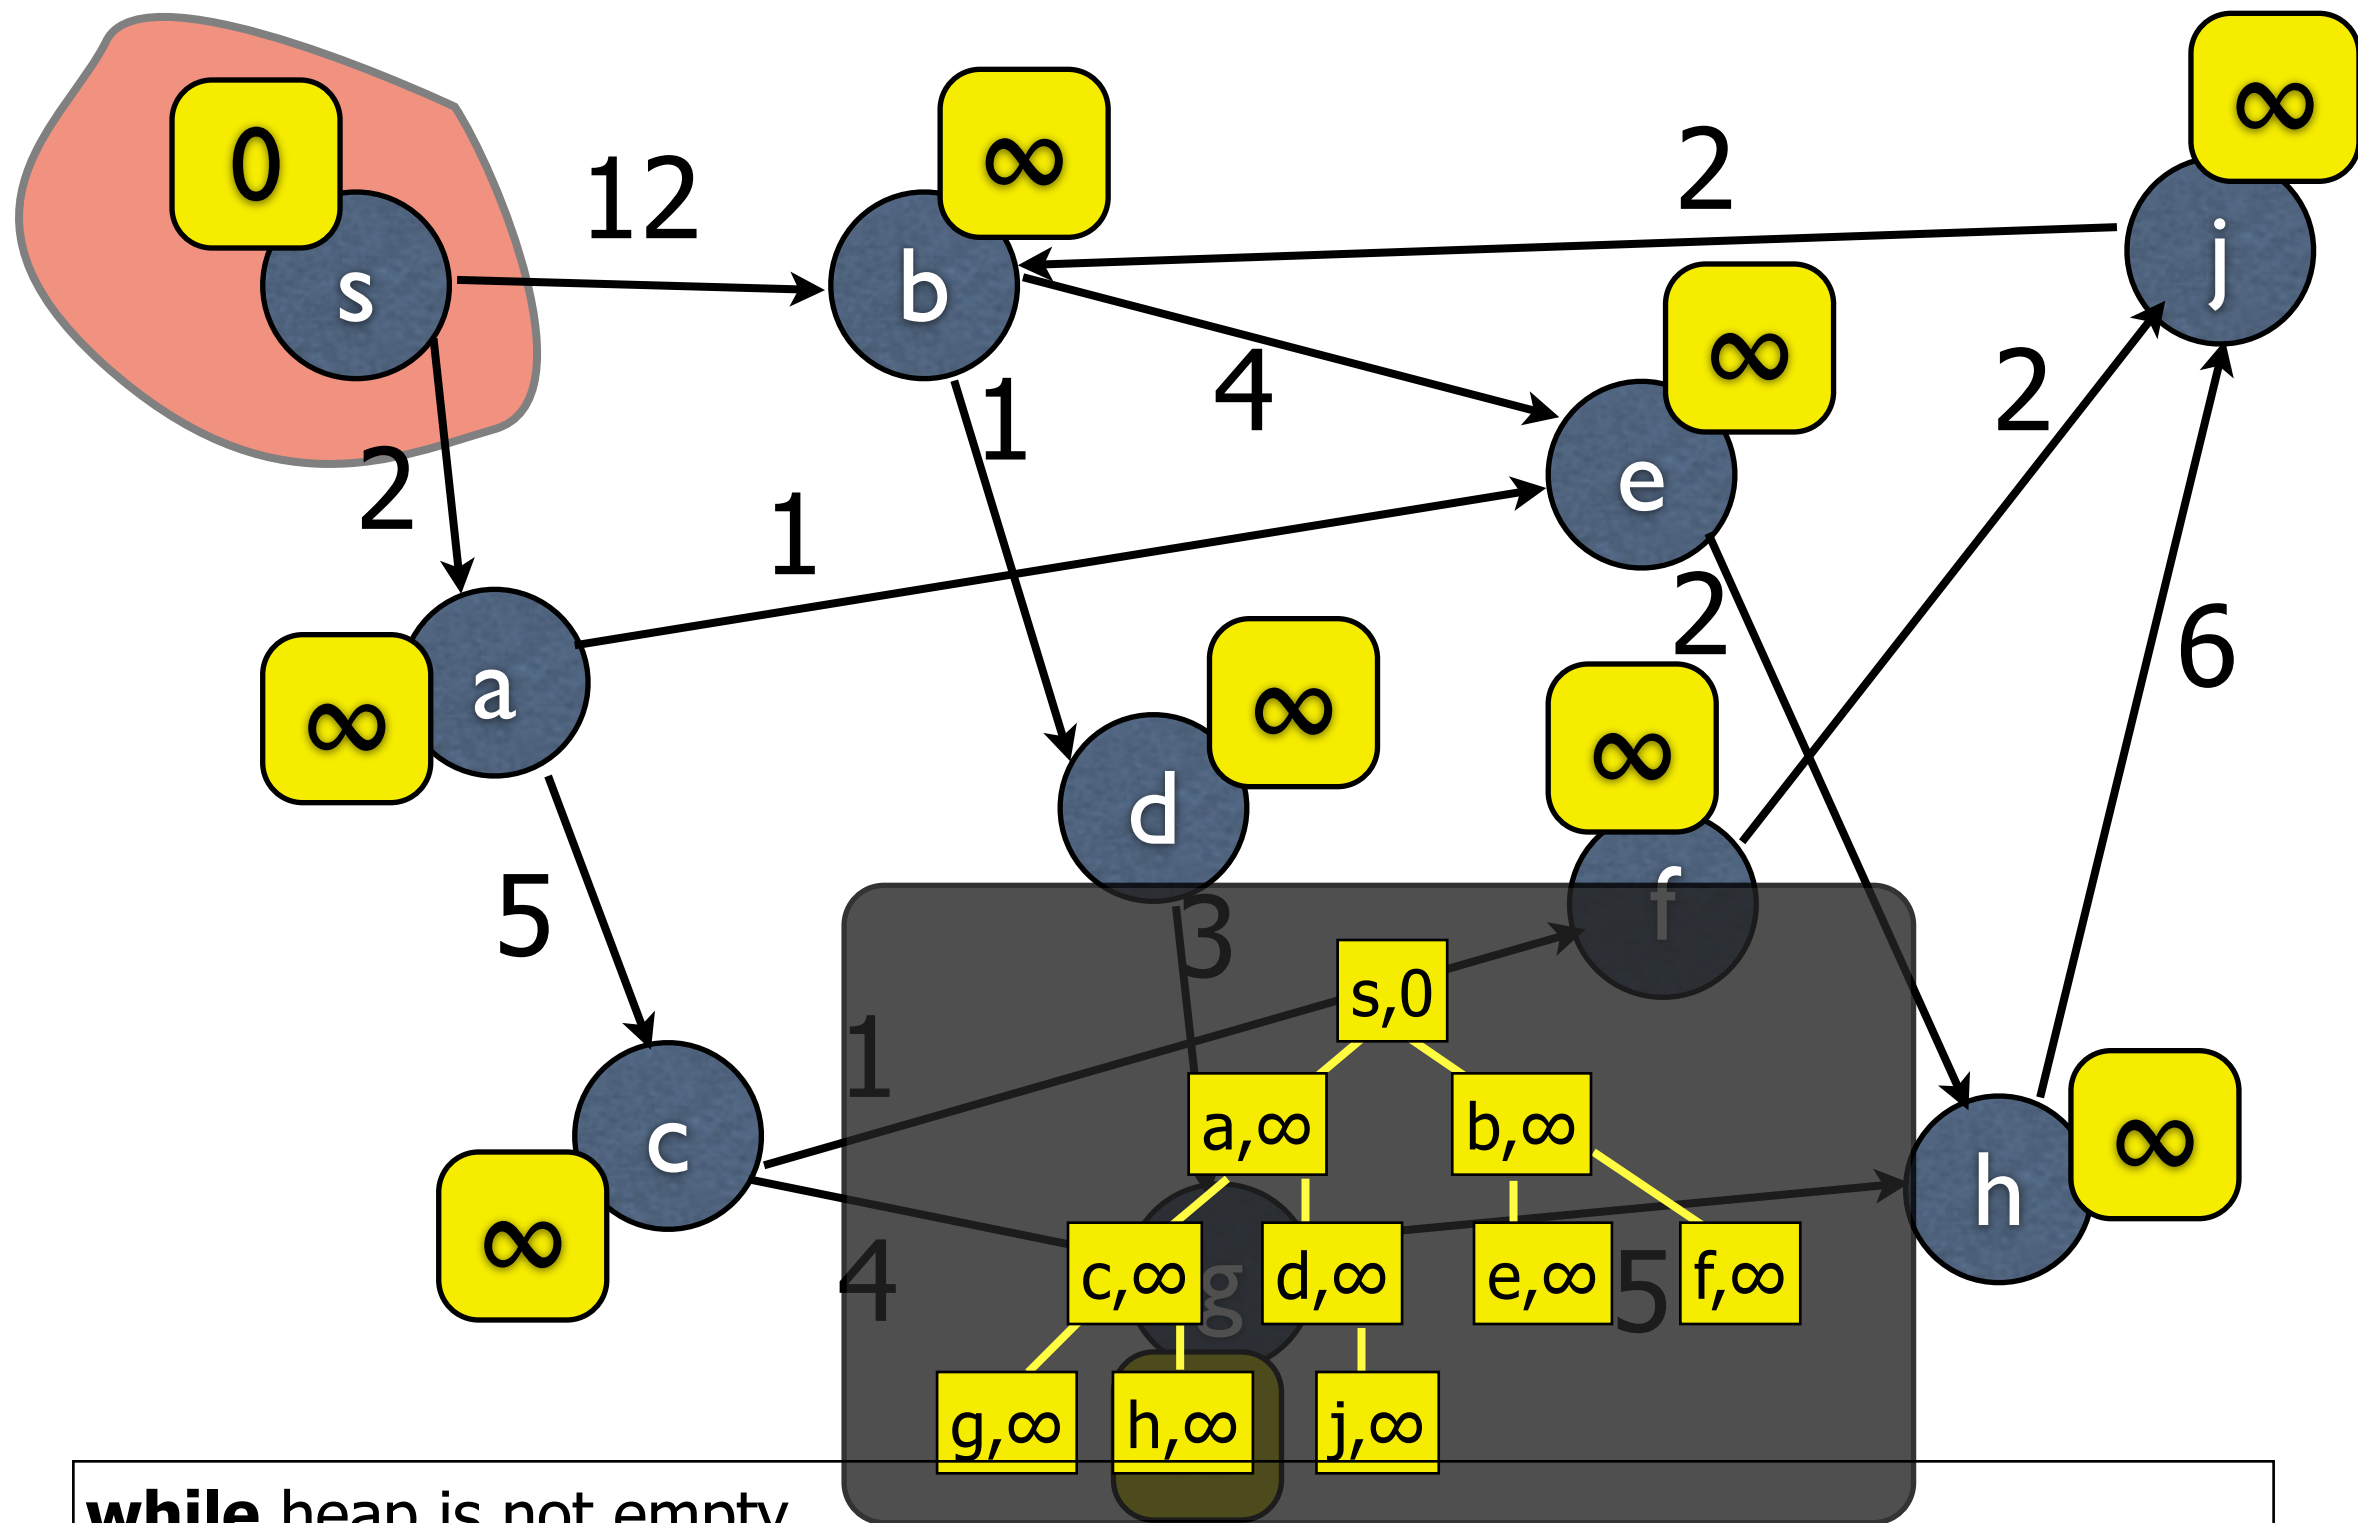 0
∞
∞
12
2
s
b
∞
j
4
2
1
e
2
1
2
6
∞
a
∞
∞
d
5
f
3
s,0
1
a,∞
b,∞
c
∞
h
∞
4
c,∞
g
d,∞
e,∞
5
f,∞
g,∞
h,∞
j,∞
while heap is not empty